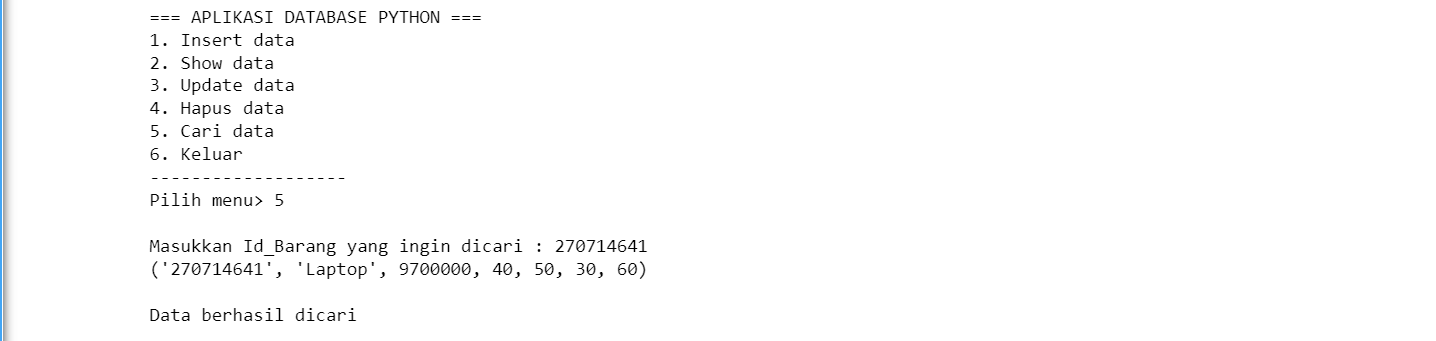 === APLIKASI DATABASE PYTHON ===
1. Insert data
2. Show data
3. Update data
4. Hapus data
5. Cari data
6. Keluar
-------------------
Pilih menu> 5
Masukkan Id_Barang yang ingin dicari : 270714641
('270714641', 'Laptop', 9700000, 40, 50, 30, 60)
Data berhasil dicari